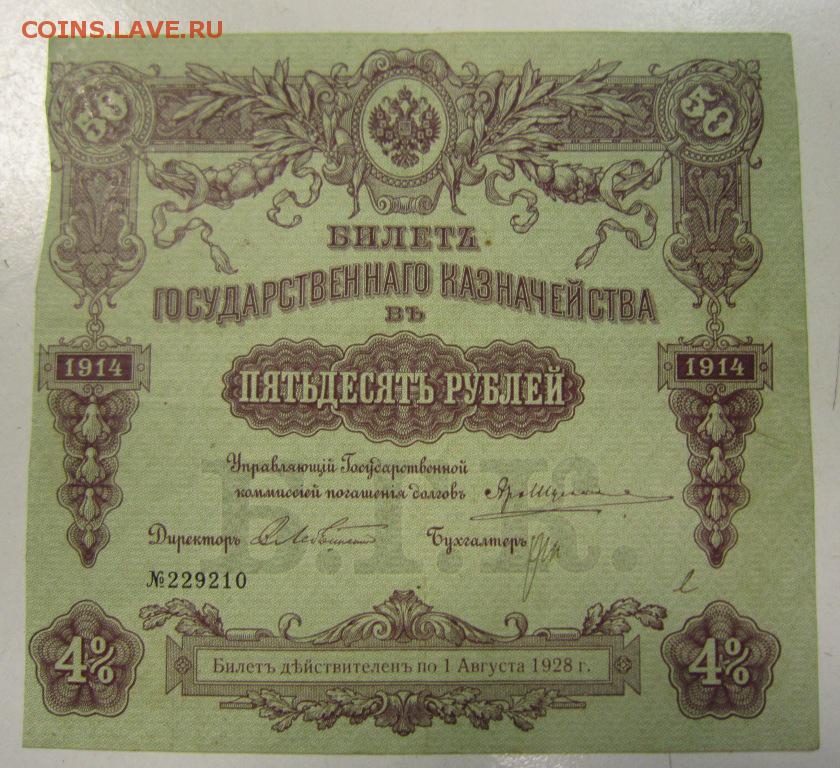 COINS.LAVE.RU
50 50
БИЛЕТЪ
ГОСУДАРСТВЕННАГО КАЗНАЧЕЙСТВА
ВЪ
1914 1914
ПЯТЬДЕСЯТЪ РУБЛЕЙ
Управляющій Государственной
коммиссіей погашенія долговъ
Директоръ Бухгалтеръ
№229210
4% 4%
Билетъ дѣйствителенъ по 1 Августа 1928 г.